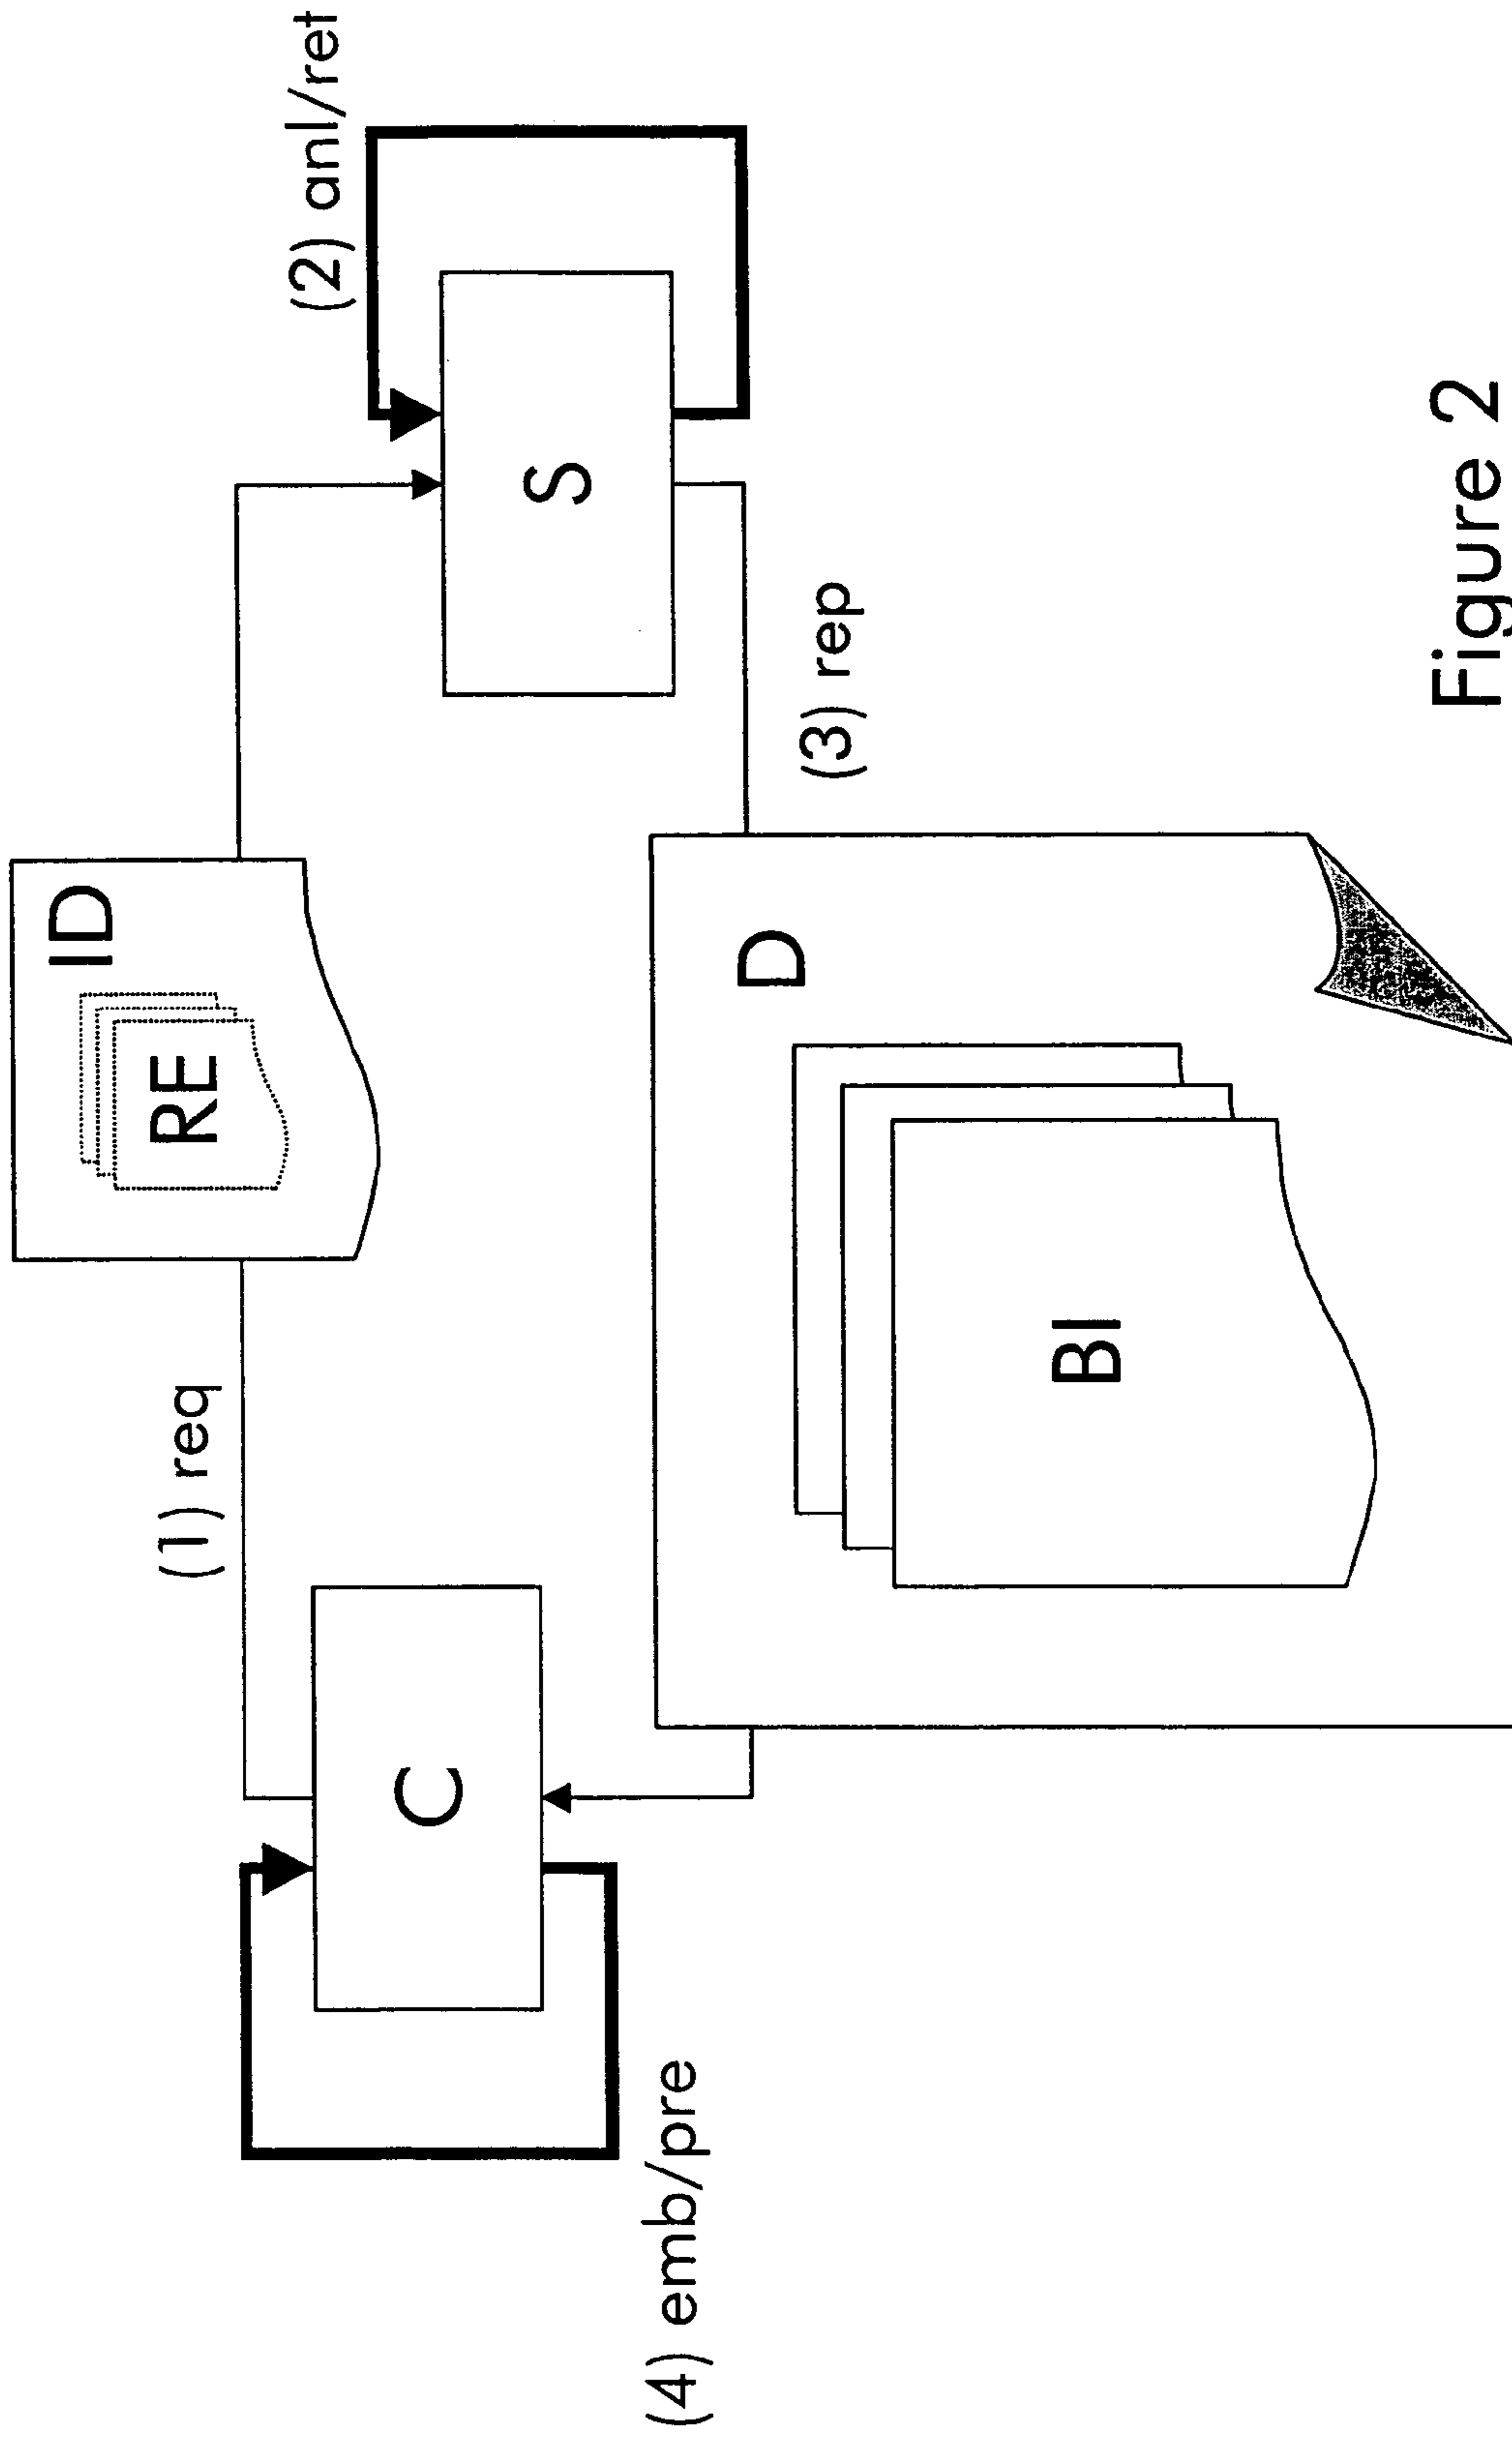 (1) req
ID
RE
(2) anl/ret
C
S
(3) rep
D
BI
(4) emb/pre
Figure 2